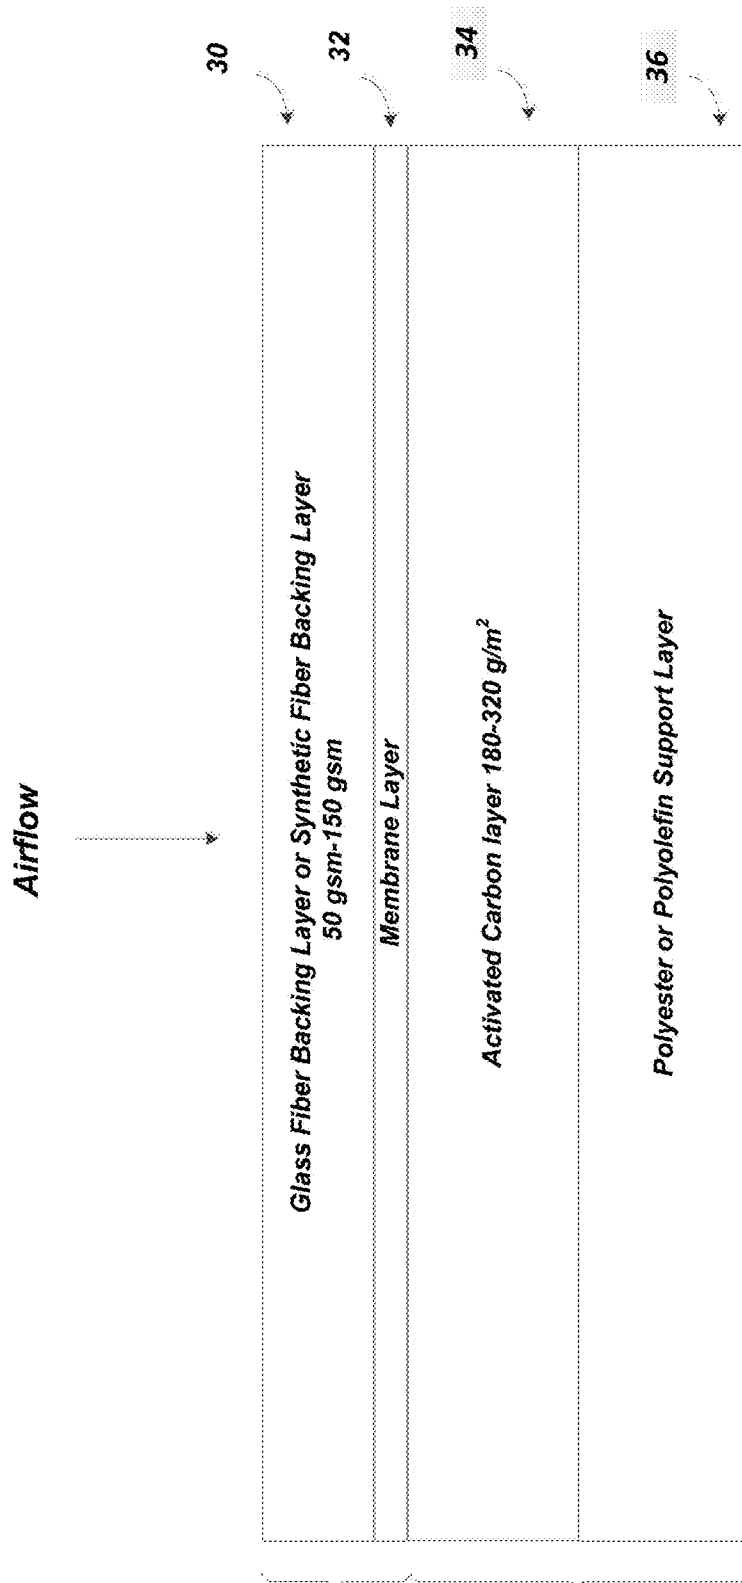 Airflow
30
Glass Fiber Backing Layer or Synthetic Fiber Backing Layer
50 gsm-150 gsm
32
Membrane Layer
34
Activated Carbon layer 180-320 g/m²
36
Polyester or Polyolefin Support Layer